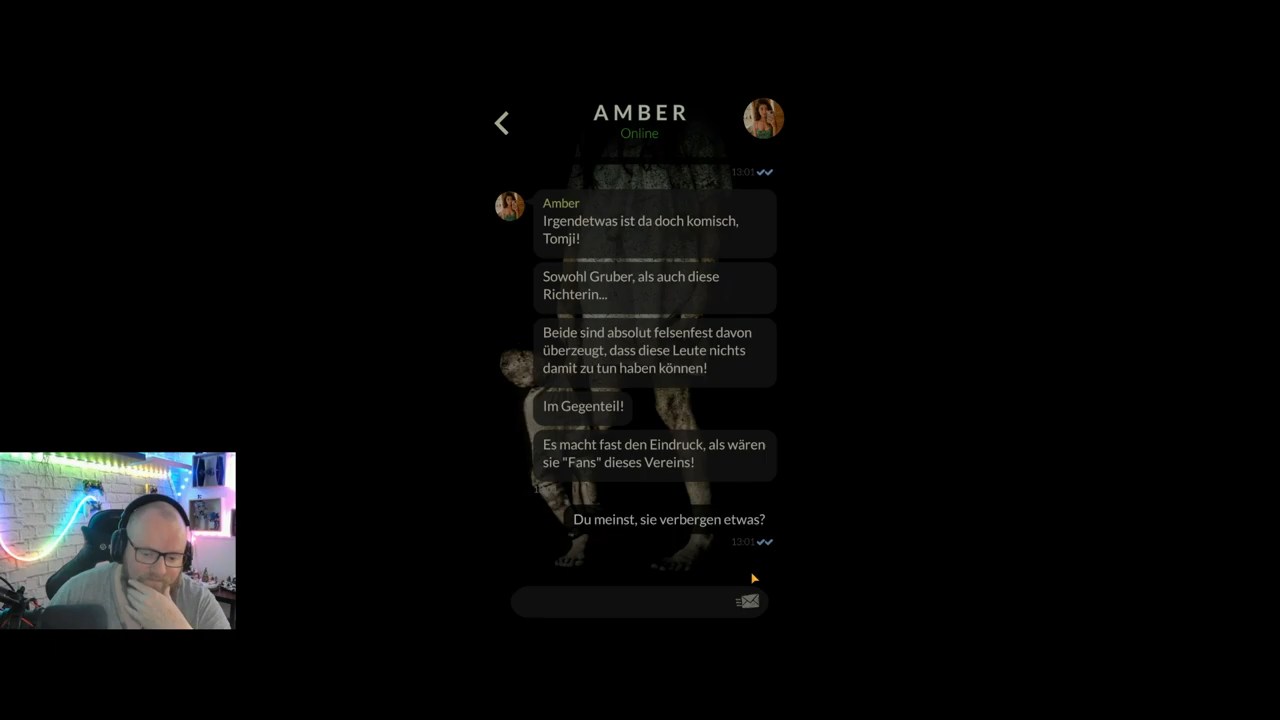 AMBER
Online
13:01
Amber
Irgendetwas ist da doch komisch,
Tomji!
Sowohl Gruber, als auch diese
Richterin...
Beide sind absolut felsenfest davon
überzeugt, dass diese Leute nichts
damit zu tun haben können!
Im Gegenteil!
Es macht fast den Eindruck, als wären
sie "Fans" dieses Vereins!
Du meinst, sie verbergen etwas?
13:01